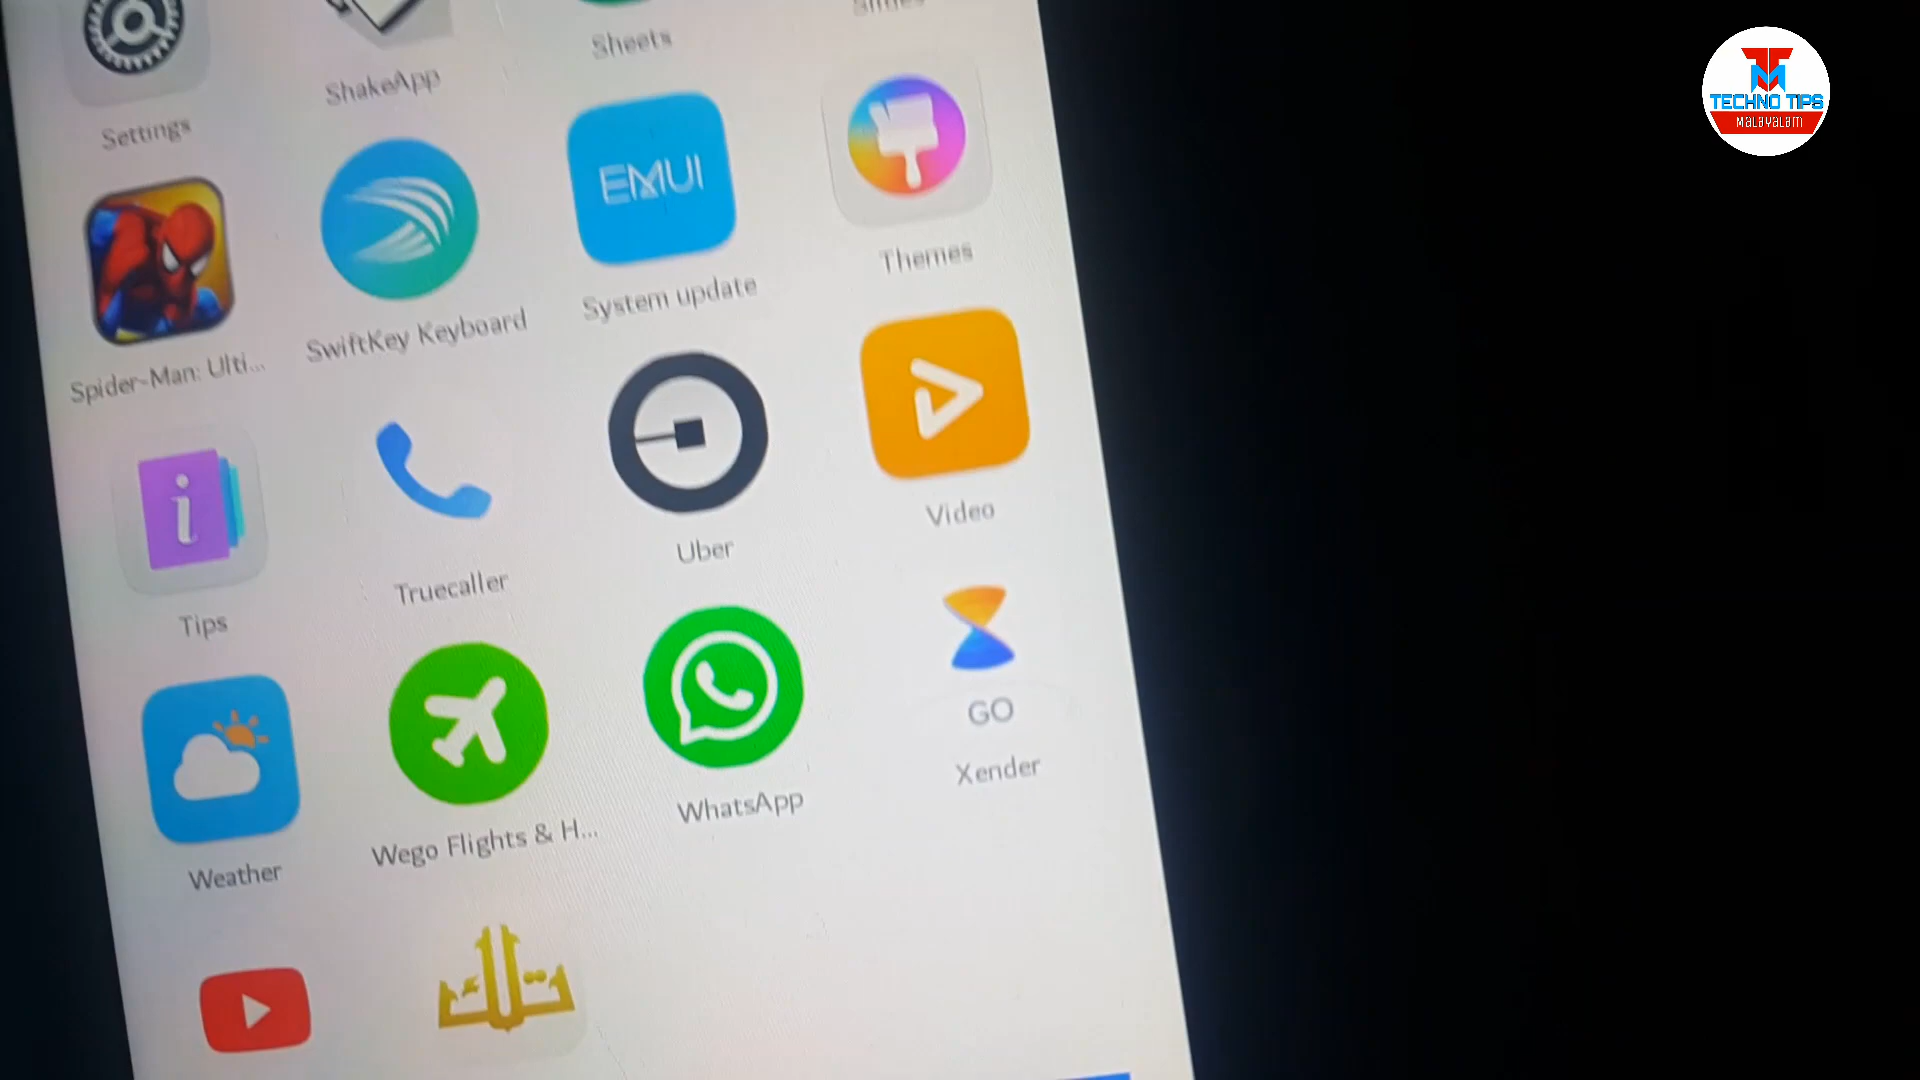 Sheets
ShakeApp
Settings
EMUI
Themes
System update
SwiftKey Keyboard
Spider-Man: Ulti...
Video
Uber
Truecaller
Tips
GO
Xender
WhatsApp
Wego Flights & H...
Weather
TM
TECHNO TIPS
MALAYALAM